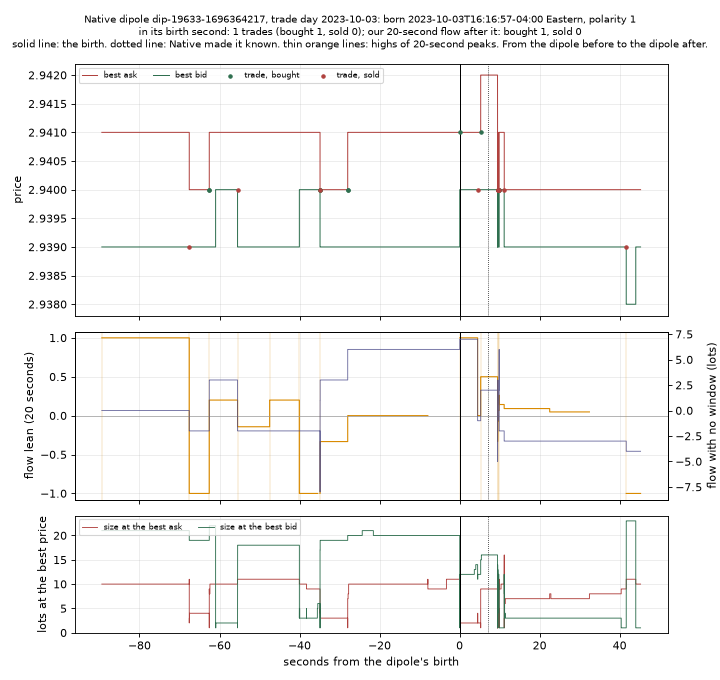 Native dipole dip-19633-1696364217, trade day 2023-10-03: born 2023-10-03T16:16:57-04:00 Eastern, polarity 1
in its birth second: 1 trades (bought 1, sold 0); our 20-second flow after it: bought 1, sold 0
solid line: the birth. dotted line: Native made it known. thin orange lines: highs of 20-second peaks. From the dipole before to the dipole after.
best ask
best bid
trade, bought
trade, sold
2.9420
2.9415
2.9410
2.9405
2.9400
2.9395
2.9390
2.9385
2.9380
price
1.0
0.5
0.0
−0.5
−1.0
flow lean (20 seconds)
7.5
5.0
2.5
0.0
−2.5
−5.0
−7.5
flow with no window (lots)
size at the best ask
size at the best bid
20
15
10
5
0
lots at the best price
−80
−60
−40
−20
0
20
40
seconds from the dipole's birth